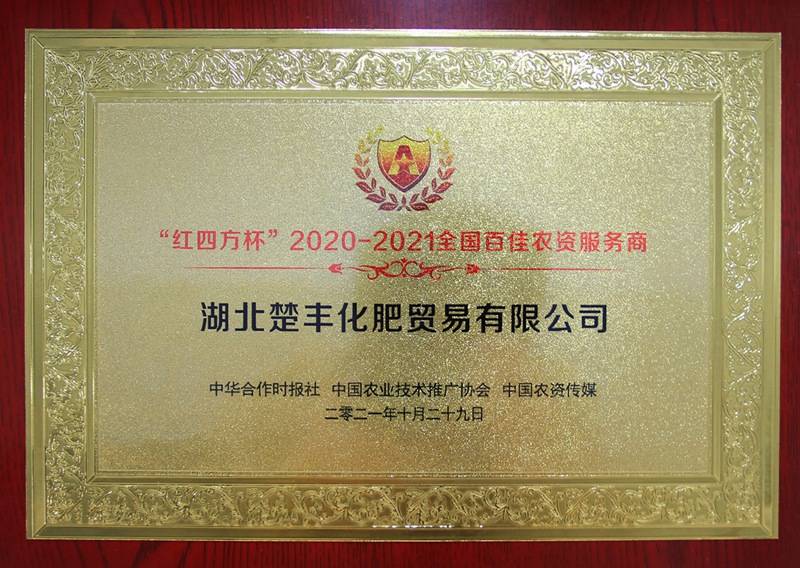 A
“红四方杯”2020-2021全国百佳农资服务商
湖北楚丰化肥贸易有限公司
中华合作时报社 中国农业技术推广协会 中国农资传媒
二零二一年十月二十九日